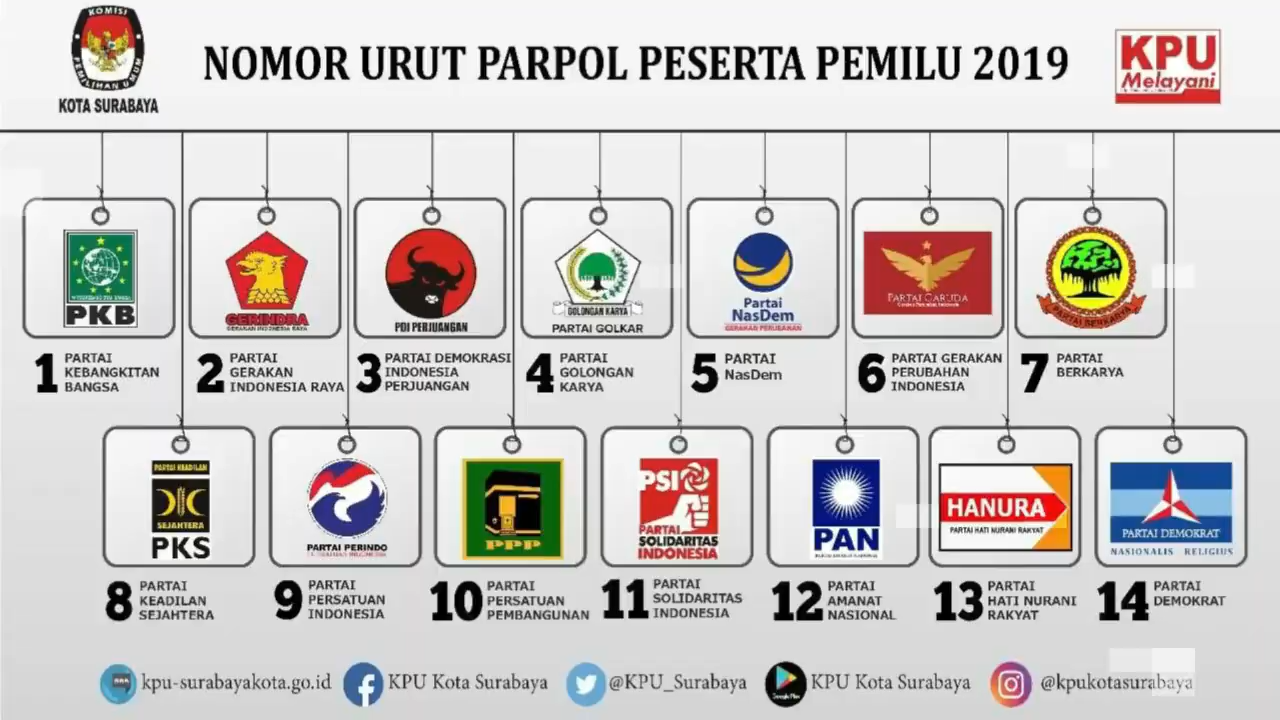 KOMISI
PEMILIHAN UMUM
KOTA SURABAYA
NOMOR URUT PARPOL PESERTA PEMILU 2019
KPU
Melayani
PKB
GERINDRA
GERAKAN INDONESIA RAYA
PDI PERJUANGAN
GOLONGAN KARYA
PARTAI GOLKAR
Partai
NasDem
GERAKAN PERUBAHAN
PARTAI GARUDA
PARTAI BERKARYA
1 PARTAI
KEBANGKITAN
BANGSA
2 PARTAI
GERAKAN
INDONESIA RAYA
3 PARTAI DEMOKRASI
INDONESIA
PERJUANGAN
4 PARTAI
GOLONGAN
KARYA
5 PARTAI
NasDem
6 PARTAI GERAKAN
PERUBAHAN
INDONESIA
7 PARTAI
BERKARYA
PARTAI KEADILAN
SEJAHTERA
PKS
PARTAI PERINDO
PPP
PSI
PARTAI
SOLIDARITAS
INDONESIA
PAN
HANURA
PARTAI HATI NURANI RAKYAT
PARTAI DEMOKRAT
NASIONALIS RELIGIUS
8 PARTAI
KEADILAN
SEJAHTERA
9 PARTAI
PERSATUAN
INDONESIA
10 PARTAI
PERSATUAN
PEMBANGUNAN
11 PARTAI
SOLIDARITAS
INDONESIA
12 PARTAI
AMANAT
NASIONAL
13 PARTAI
HATI NURANI
RAKYAT
14 PARTAI
DEMOKRAT
kpu-surabayakota.go.id
KPU Kota Surabaya
@KPU_Surabaya
Google Play
KPU Kota Surabaya
@kpukotasurabaya